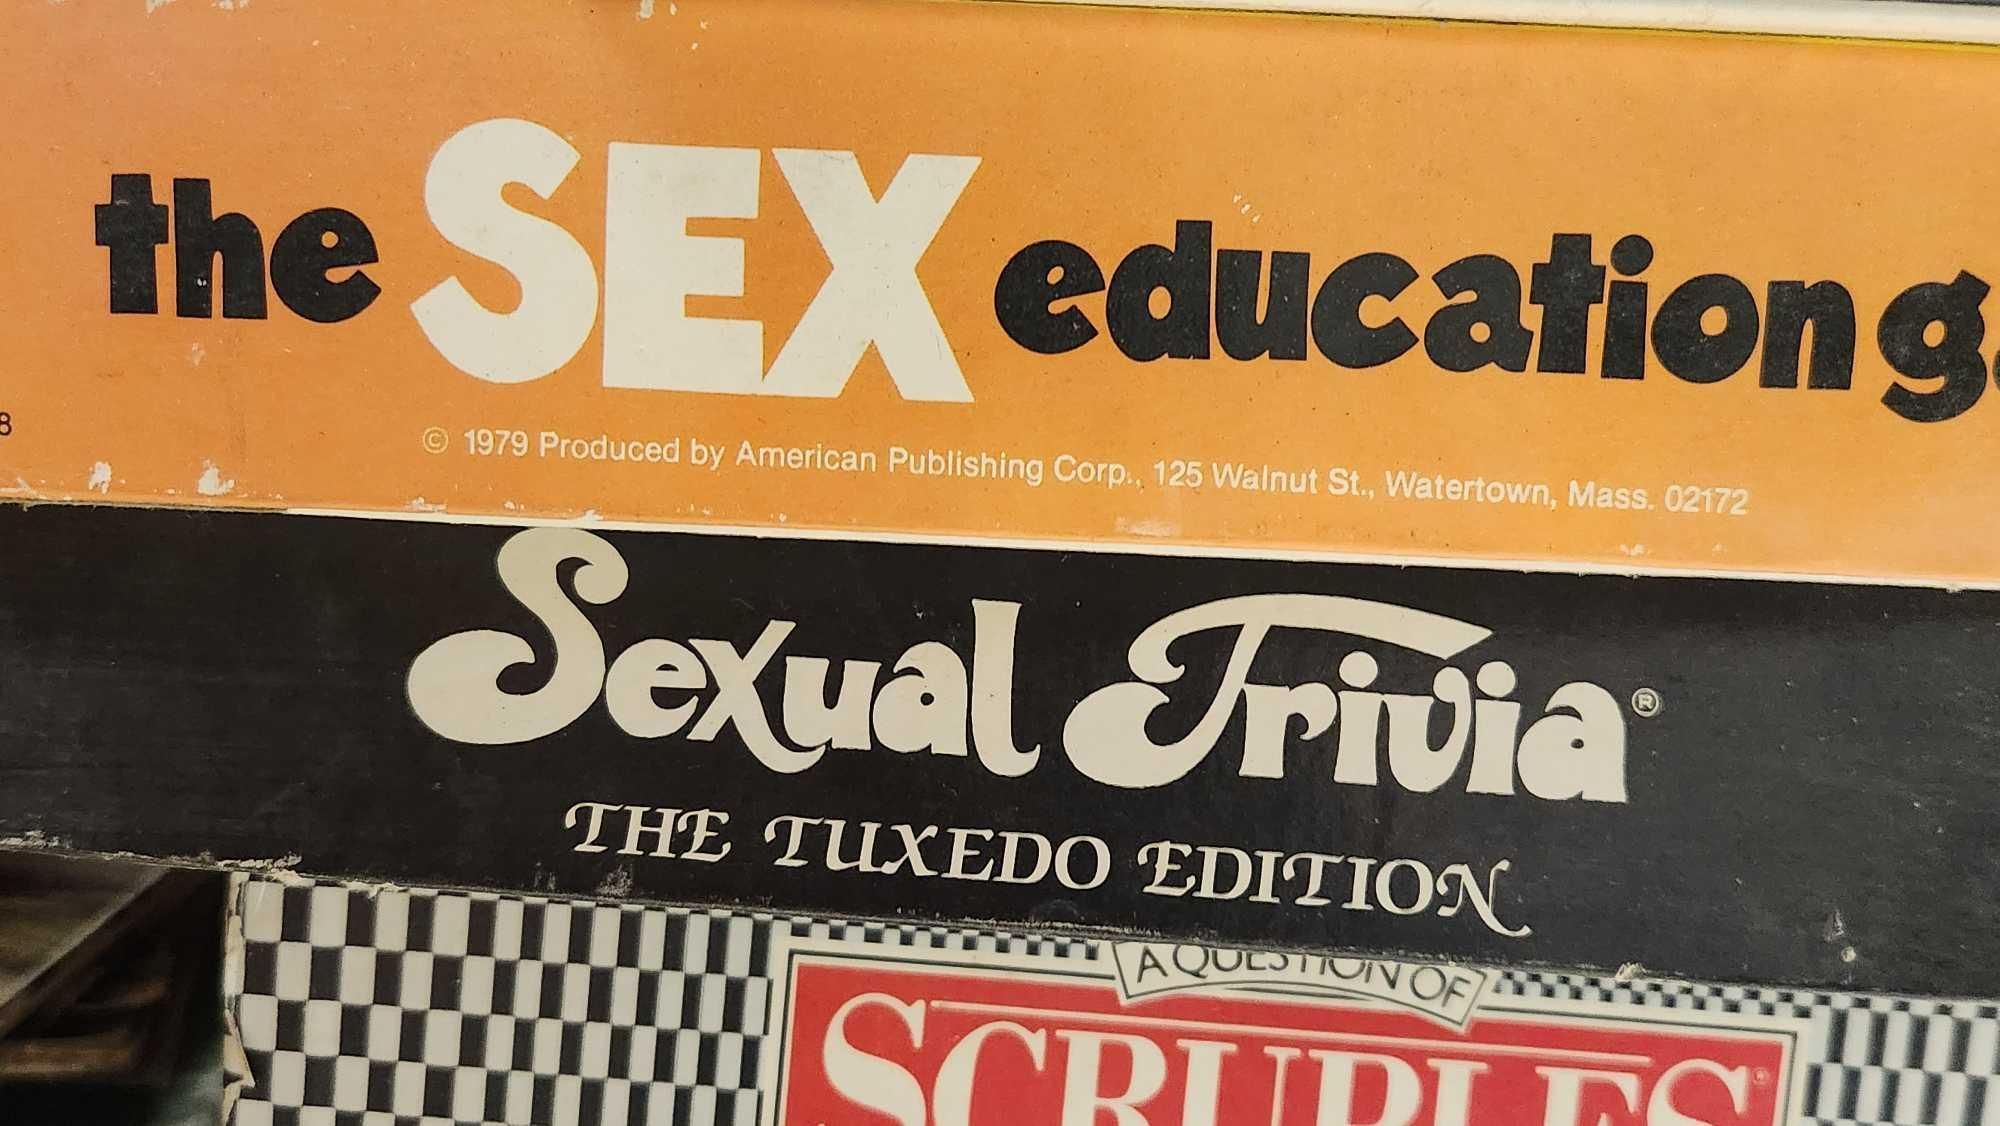 the SEX education g
8
© 1979 Produced by American Publishing Corp., 125 Walnut St., Watertown, Mass. 02172
Sexual Trivia®
THE TUXEDO EDITION
A QUESTION OF
SCRUPLES